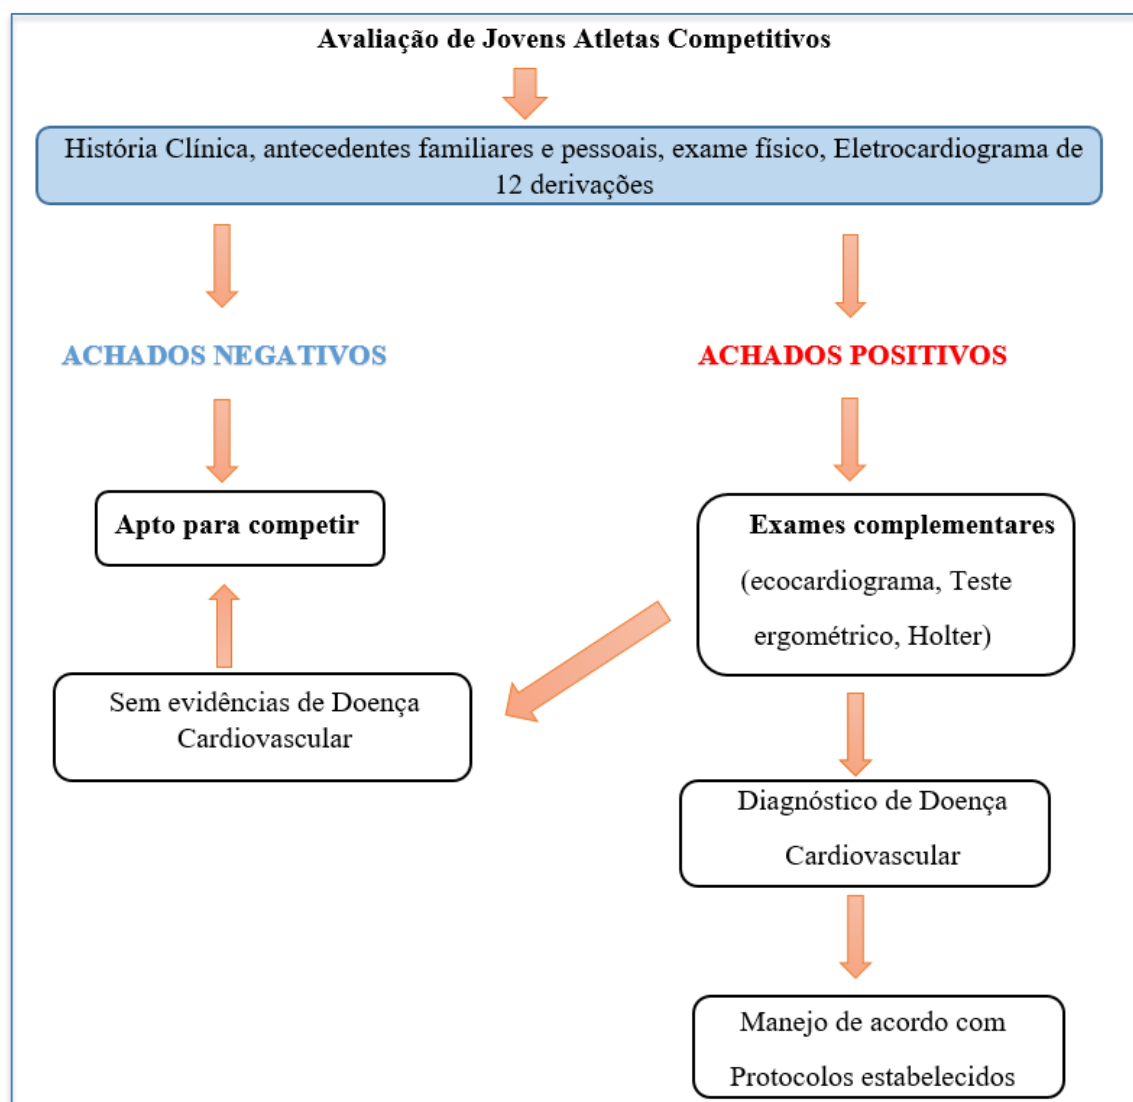 Avaliação de Jovens Atletas Competitivos
História Clínica, antecedentes familiares e pessoais, exame físico, Eletrocardiograma de
12 derivações
ACHADOS NEGATIVOS
ACHADOS POSITIVOS
Apto para competir
Exames complementares
(ecocardiograma, Teste
ergométrico, Holter)
Sem evidências de Doença
Cardiovascular
Diagnóstico de Doença
Cardiovascular
Manejo de acordo com
Protocolos estabelecidos